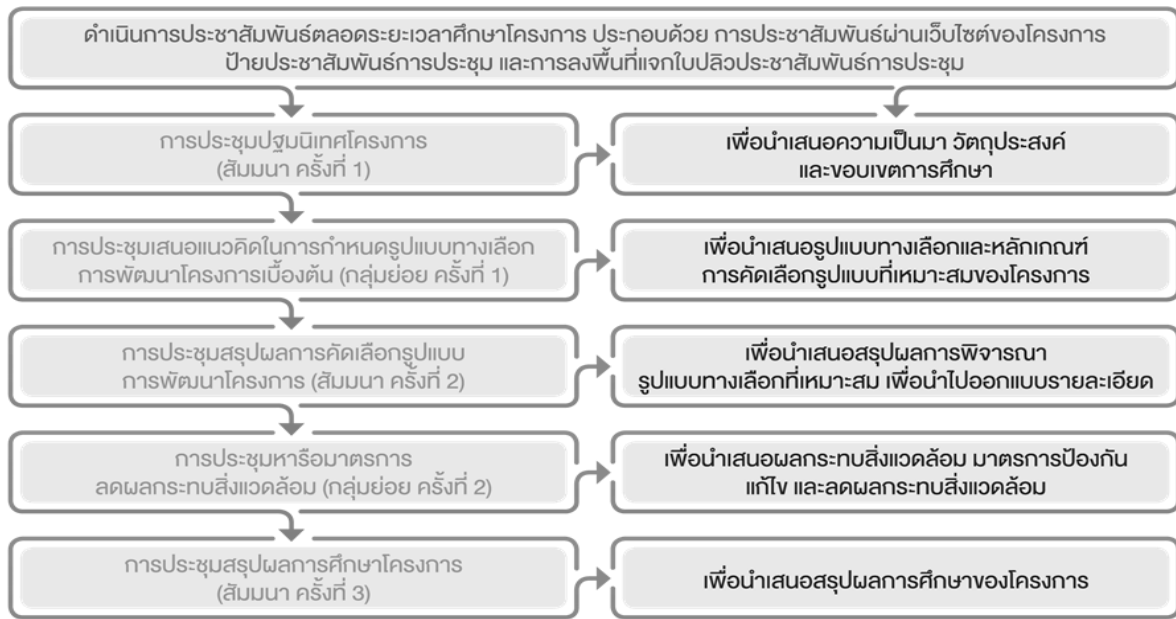 ดำเนินการประชาสัมพันธ์ตลอดระยะเวลาศึกษาโครงการ ประกอบด้วย การประชาสัมพันธ์ผ่านเว็บไซต์ของโครงการ
ป้ายประชาสัมพันธ์การประชุม และการลงพื้นที่แจกใบปลิวประชาสัมพันธ์การประชุม
การประชุมปฐมนิเทศโครงการ
(สัมมนา ครั้งที่ 1)
เพื่อนำเสนอความเป็นมา วัตถุประสงค์
และขอบเขตการศึกษา
การประชุมเสนอแนวคิดในการกำหนดรูปแบบทางเลือก
การพัฒนาโครงการเบื้องต้น (กลุ่มย่อย ครั้งที่ 1)
เพื่อนำเสนอรูปแบบทางเลือกและหลักเกณฑ์
การคัดเลือกรูปแบบที่เหมาะสมของโครงการ
การประชุมสรุปผลการคัดเลือกรูปแบบ
การพัฒนาโครงการ (สัมมนา ครั้งที่ 2)
เพื่อนำเสนอสรุปผลการพิจารณา
รูปแบบทางเลือกที่เหมาะสม เพื่อนำไปออกแบบรายละเอียด
การประชุมหารือมาตรการ
ลดผลกระทบสิ่งแวดล้อม (กลุ่มย่อย ครั้งที่ 2)
เพื่อนำเสนอผลกระทบสิ่งแวดล้อม มาตรการป้องกัน
แก้ไข และลดผลกระทบสิ่งแวดล้อม
การประชุมสรุปผลการศึกษาโครงการ
(สัมมนา ครั้งที่ 3)
เพื่อนำเสนอสรุปผลการศึกษาของโครงการ